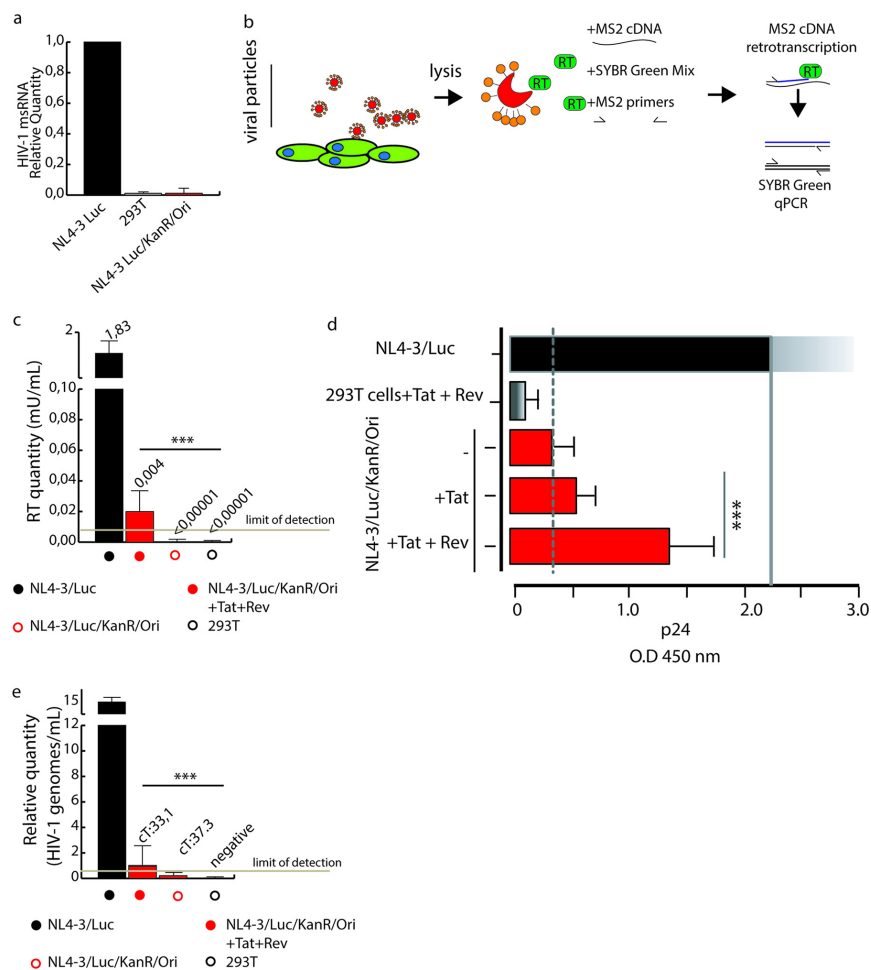 a
HIV-1 msRNA
Relative Quantity
1,0
0,8
0,6
0,4
0,2
0,0
NL4-3 Luc
293T
NL4-3 Luc/KanR/Ori
b
viral particles
lysis
RT
RT
RT
+MS2 cDNA
+SYBR Green Mix
+MS2 primers
MS2 cDNA
retrotranscription
RT
SYBR Green
qPCR
c
RT quantity (mU/mL)
2
0,10
0,08
0,06
0,04
0,02
0,00
1,83
0,004
<0,00001
<0,00001
***
limit of detection
NL4-3/Luc
NL4-3/Luc/KanR/Ori
+Tat+Rev
NL4-3/Luc/KanR/Ori
293T
d
NL4-3/Luc
293T cells+Tat + Rev
NL4-3/Luc/KanR/Ori
-
+Tat
+Tat + Rev
***
0
1.0
2.0
3.0
p24
O.D 450 nm
e
Relative quantity
(HIV-1 genomes/mL)
15
12
10
8
6
4
2
0
cT:33,1
cT:37.3
negative
***
limit of detection
NL4-3/Luc
NL4-3/Luc/KanR/Ori
+Tat+Rev
NL4-3/Luc/KanR/Ori
293T